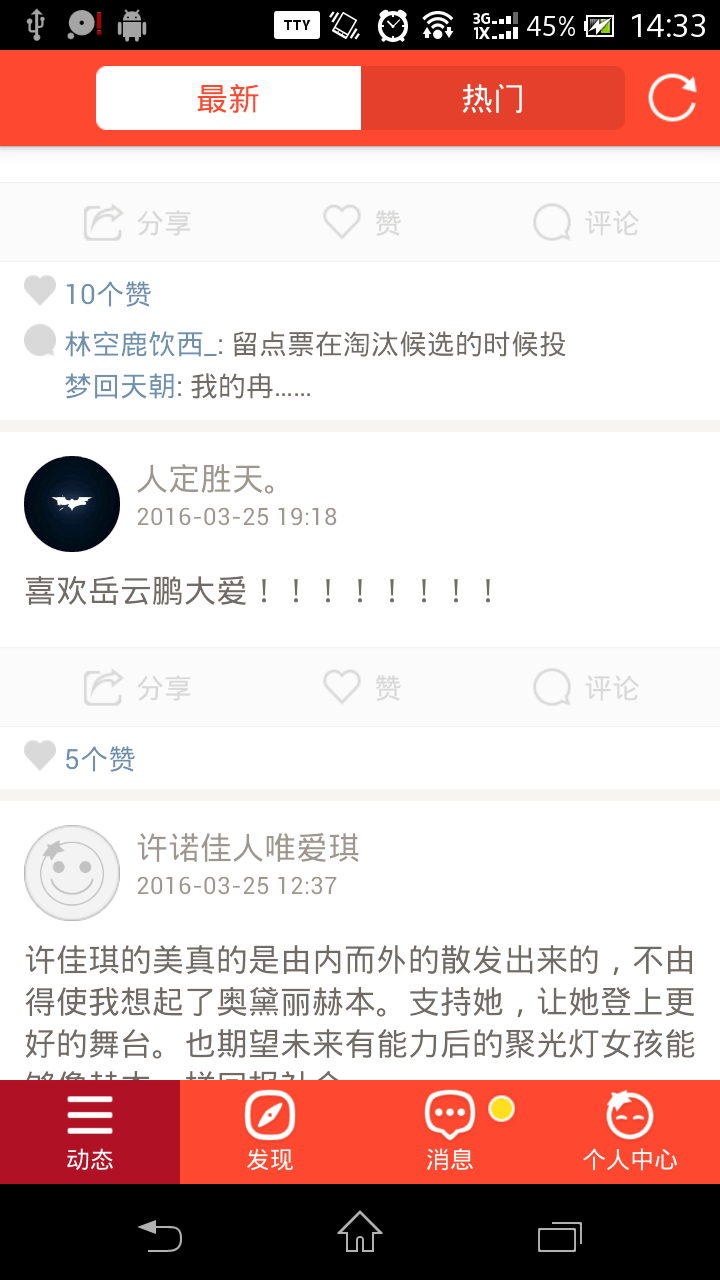 TTY 3G 1X 45% 14:33
最新 热门
分享 赞 评论
10个赞
林空鹿饮西_: 留点票在淘汰候选的时候投
梦回天朝: 我的冉……
人定胜天。
2016-03-25 19:18
喜欢岳云鹏大爱！！！！！！！！
分享 赞 评论
5个赞
许诺佳人唯爱琪
2016-03-25 12:37
许佳琪的美真的是由内而外的散发出来的，不由
得使我想起了奥黛丽赫本。支持她，让她登上更
好的舞台。也期望未来有能力后的聚光灯女孩能
动态 发现 消息 个人中心